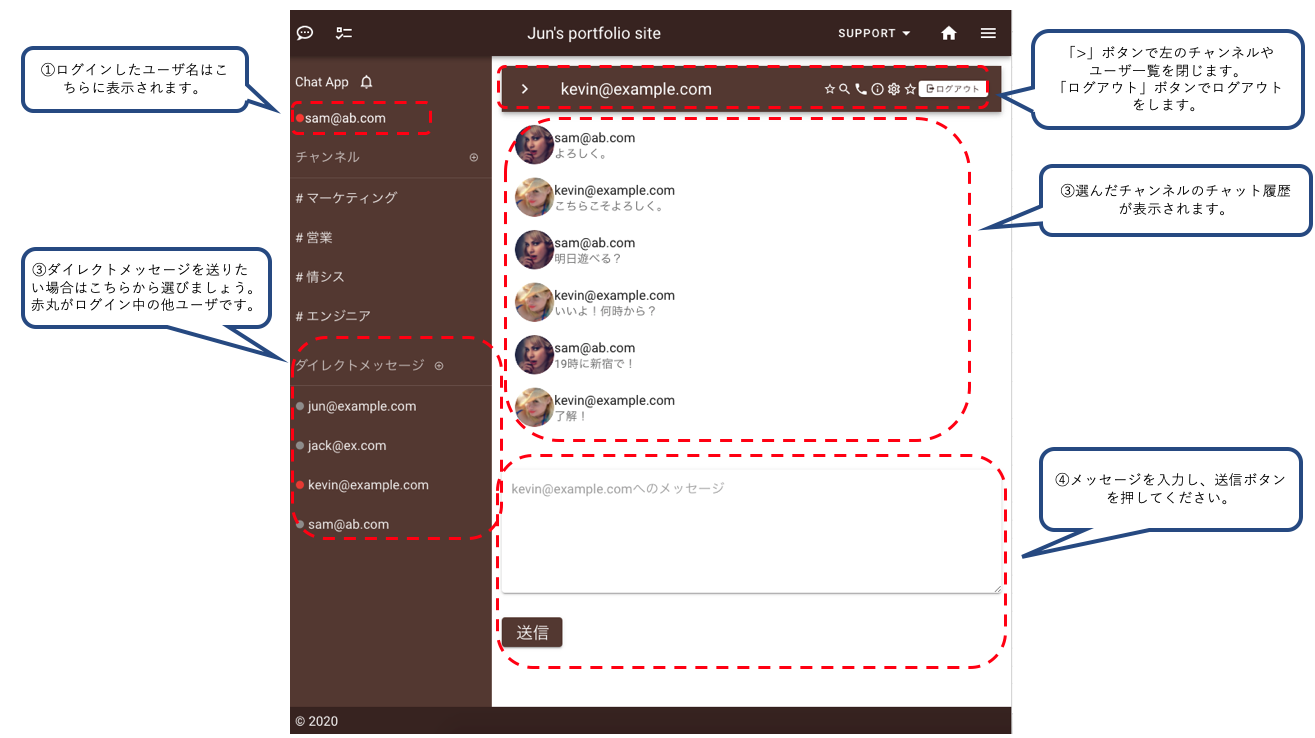 Jun's portfolio site
SUPPORT
①ログインしたユーザ名はこ
ちらに表示されます。
「>」ボタンで左のチャンネルや
ユーザ一覧を閉じます。
「ログアウト」ボタンでログアウト
をします。
Chat App
sam@ab.com
チャンネル
# マーケティング
# 営業
# 情シス
# エンジニア
③ダイレクトメッセージを送りた
い場合はこちらから選びましょう。
赤丸がログイン中の他ユーザです。
ダイレクトメッセージ
jun@example.com
jack@ex.com
kevin@example.com
sam@ab.com
kevin@example.com
ログアウト
sam@ab.com
よろしく。
kevin@example.com
こちらこそよろしく。
sam@ab.com
明日遊べる？
kevin@example.com
いいよ！何時から？
sam@ab.com
19時に新宿で！
kevin@example.com
了解！
③選んだチャンネルのチャット履歴
が表示されます。
kevin@example.comへのメッセージ
送信
④メッセージを入力し、送信ボタン
を押してください。
© 2020